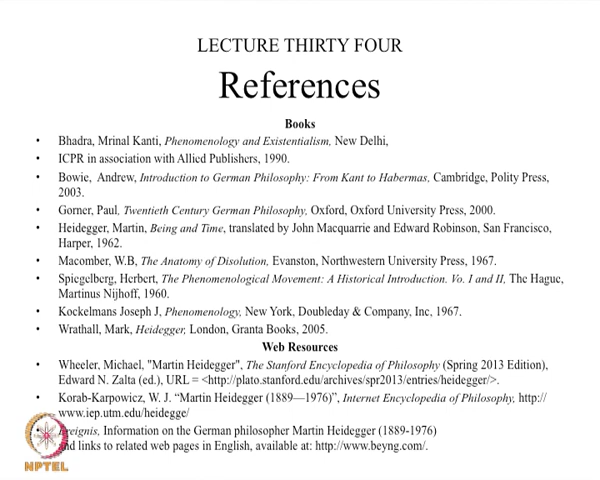 LECTURE THIRTY FOUR
References
Books
• Bhadra, Mrinal Kanti, Phenomenology and Existentialism, New Delhi,
• ICPR in association with Allied Publishers, 1990.
• Bowie, Andrew, Introduction to German Philosophy: From Kant to Habermas, Cambridge, Polity Press,
2003.
• Gorner, Paul, Twentieth Century German Philosophy, Oxford, Oxford University Press, 2000.
• Heidegger, Martin, Being and Time, translated by John Macquarrie and Edward Robinson, San Francisco,
Harper, 1962.
• Macomber, W.B, The Anatomy of Disolution, Evanston, Northwestern University Press, 1967.
• Spiegelberg, Herbert, The Phenomenological Movement: A Historical Introduction. Vo. I and II, The Hague,
Martinus Nijhoff, 1960.
• Kockelmans Joseph J, Phenomenology, New York, Doubleday & Company, Inc, 1967.
• Wrathall, Mark, Heidegger, London, Granta Books, 2005.
Web Resources
• Wheeler, Michael, "Martin Heidegger", The Stanford Encyclopedia of Philosophy (Spring 2013 Edition),
Edward N. Zalta (ed.), URL = <http://plato.stanford.edu/archives/spr2013/entries/heidegger/>.
• Korab-Karpowicz, W. J. “Martin Heidegger (1889—1976)”, Internet Encyclopedia of Philosophy, http://
www.iep.utm.edu/heidegge/
• Ereignis, Information on the German philosopher Martin Heidegger (1889-1976)
and links to related web pages in English, available at: http://www.beyng.com/.
NPTEL